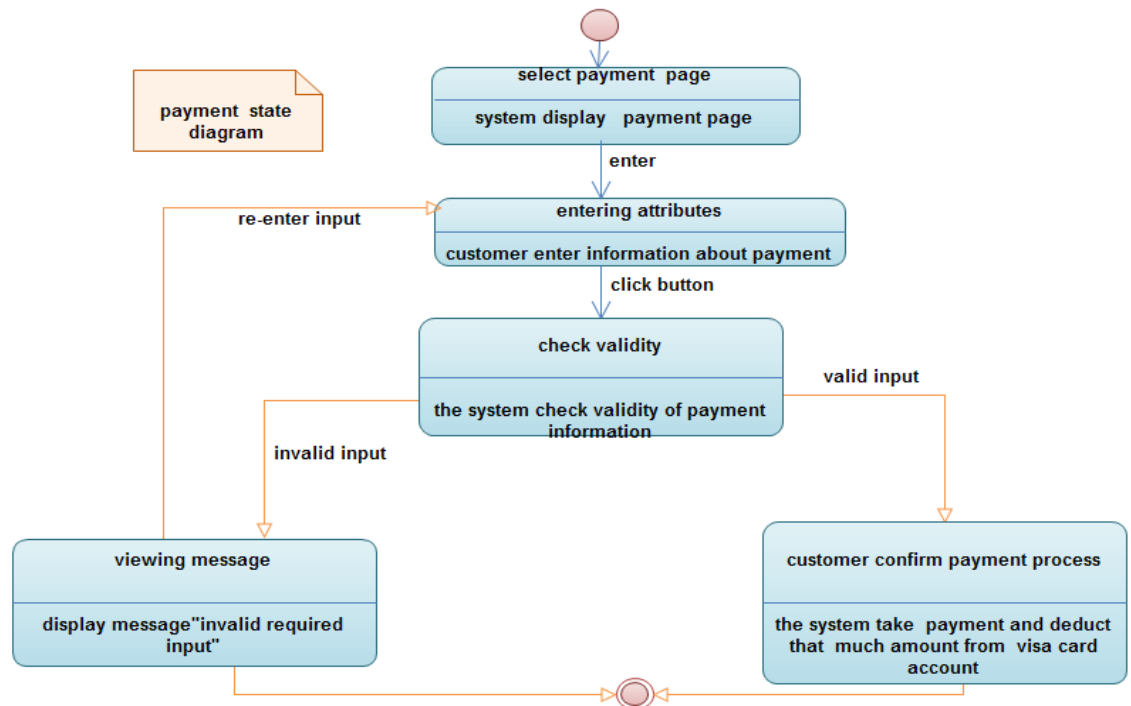 select payment  page
payment  state
diagram
system display   payment page
enter
entering attributes
re-enter input
customer enter information about payment
click button
check validity
valid input
the system check validity of payment
information
invalid input
viewing message
customer confirm payment process
display message"invalid required
input"
the system take  payment and deduct
that  much amount from  visa card
account